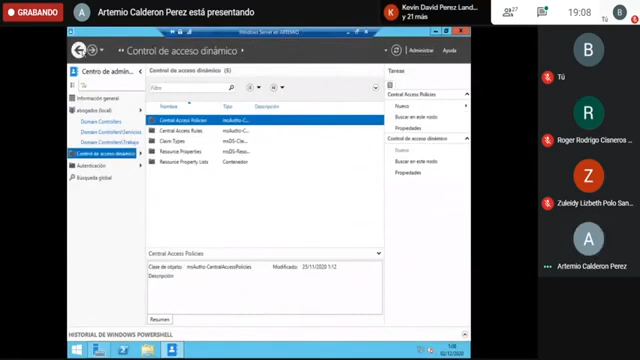 GRABANDO
A
Artemio Calderon Perez está presentando
K
Kevin David Perez Land...
y 21 más
27
19:08
Tú
B
Windows Server en ARTEMIO
Control de acceso dinámico
Administrar
Ayuda
Centro de admin...
Control de acceso dinámico (5)
Tareas
Filtro
Información general
abogados (local)
Domain Controllers
Domain Controllers\Servicios
Domain Controllers\Trabajo
Control de acceso dinámico
Autenticación
Búsqueda global
Nombre
Tipo
Descripción
Central Access Policies
msAuthz-C...
Central Access Rules
msAuthz-C...
Claim Types
msDS-Clai...
Resource Properties
msDS-Reso...
Resource Property Lists
Contenedor
Central Access Policies
Nuevo
Buscar en este nodo
Propiedades
Control de acceso dinámico
Nuevo
Buscar en este nodo
Propiedades
Central Access Policies
Clase de objeto:
msAuthz-CentralAccessPolicies
Modificado:
25/11/2020 1:12
Descripción
Resumen
HISTORIAL DE WINDOWS POWERSHELL
1:08
02/12/2020
B
Tú
R
Roger Rodrigo Cisneros
Z
Zuleidy Lizbeth Polo San...
A
Artemio Calderon Perez